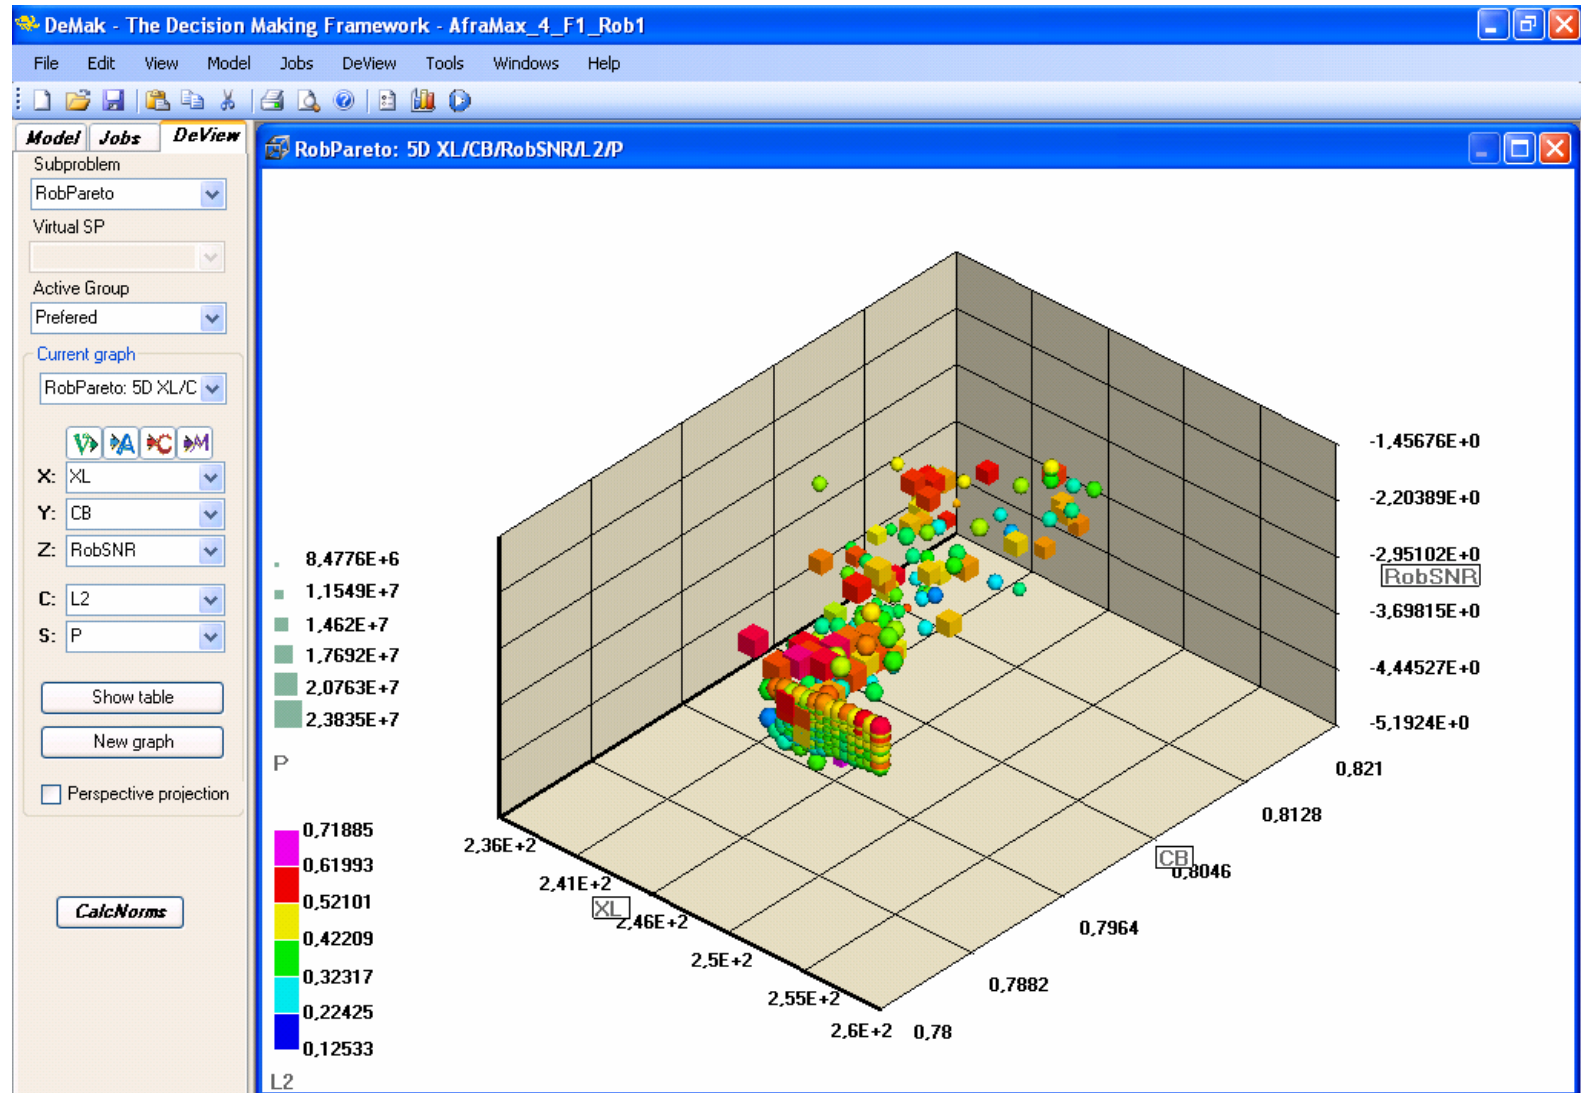 DeMak - The Decision Making Framework - AfraMax_4_F1_Rob1
File Edit View Model Jobs DeView Tools Windows Help
Model Jobs DeView
Subproblem
RobPareto
Virtual SP
Active Group
Prefered
Current graph
RobPareto: 5D XL/C
V A C M
X: XL
Y: CB
Z: RobSNR
C: L2
S: P
Show table
New graph
Perspective projection
CalcNorms
RobPareto: 5D XL/CB/RobSNR/L2/P
8,4776E+6
1,1549E+7
1,462E+7
1,7692E+7
2,0763E+7
2,3835E+7
P
0,71885
0,61993
0,52101
0,42209
0,32317
0,22425
0,12533
L2
-1,45676E+0
-2,20389E+0
-2,95102E+0
RobSNR
-3,69815E+0
-4,44527E+0
-5,1924E+0
0,821
0,8128
CB
0,8046
0,7964
0,7882
0,78
2,36E+2
2,41E+2
XL
2,46E+2
2,5E+2
2,55E+2
2,6E+2